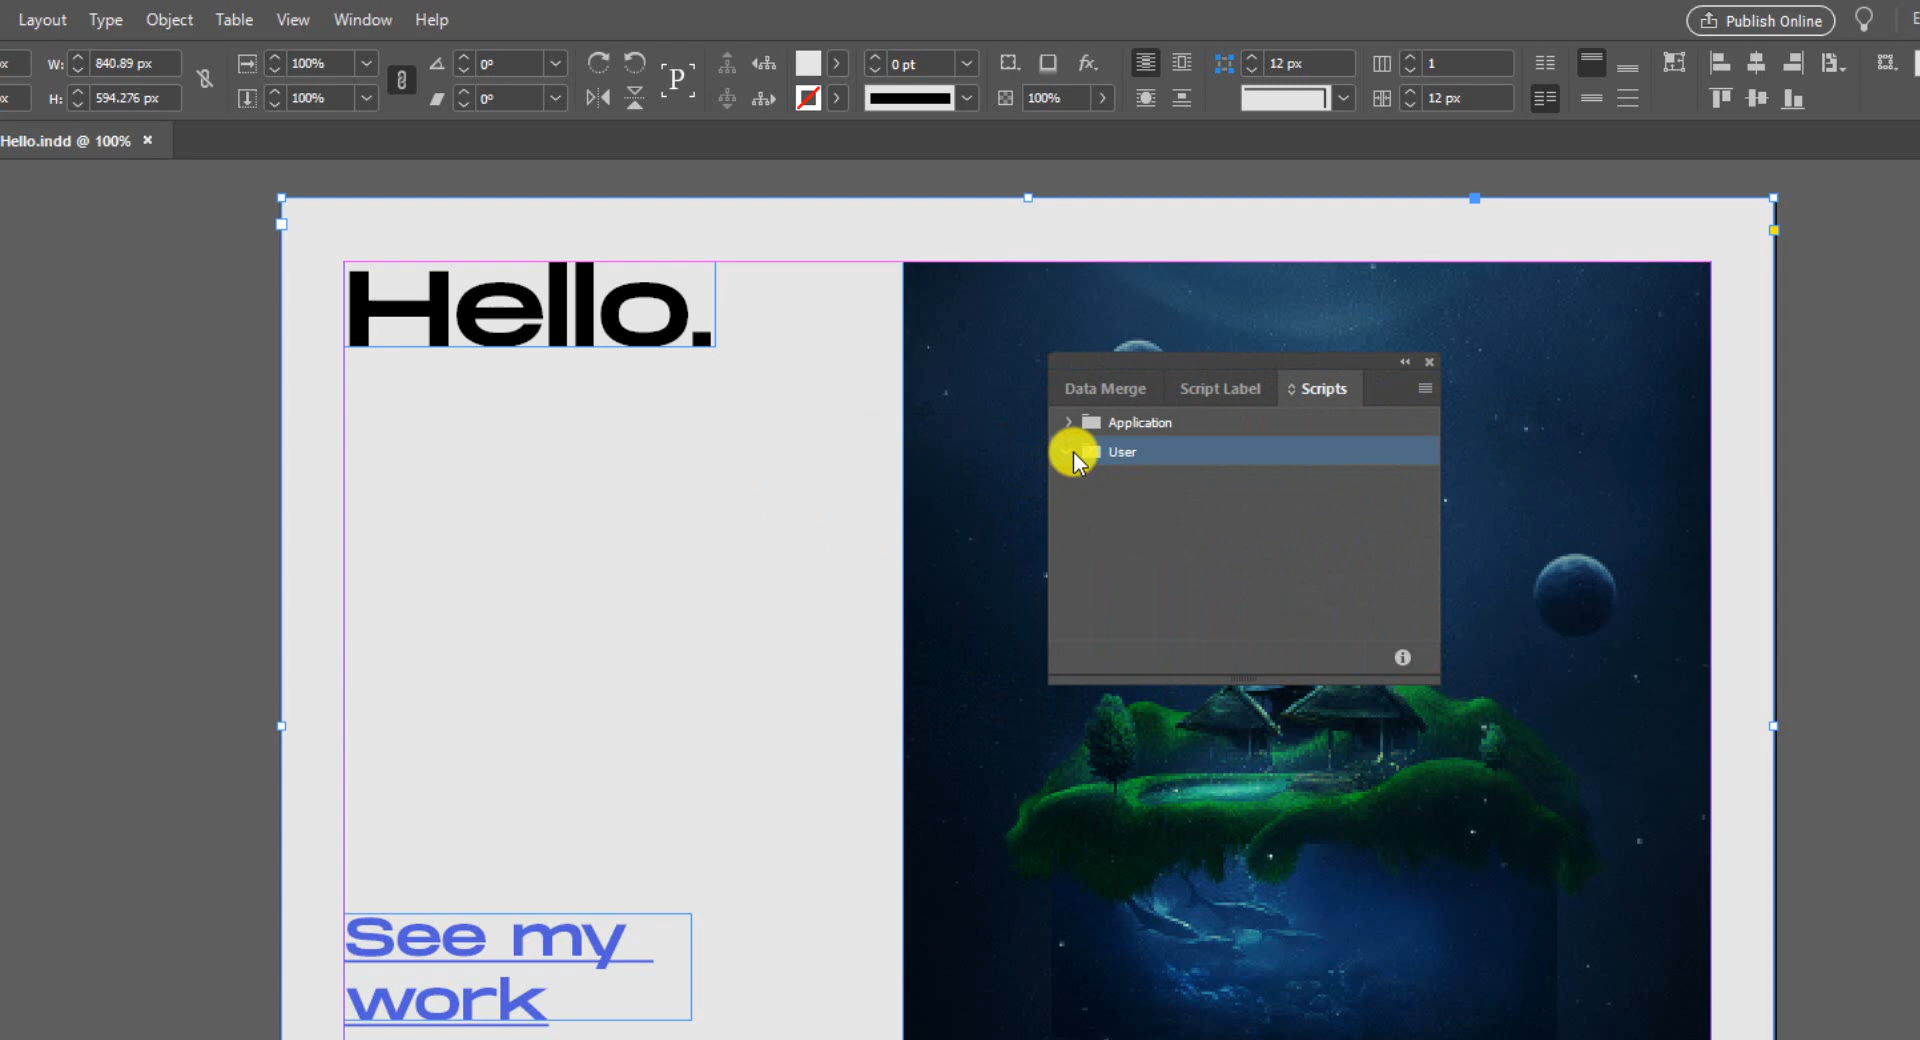 Layout Type Object Table View Window Help Publish Online
W: 840.89 px 100% 0° 0 pt fx. 12 px 1
H: 594.276 px 100% 0° P 100% 12 px
Hello.indd @ 100% ×
Hello.
Data Merge Script Label Scripts
Application
User
See my
work